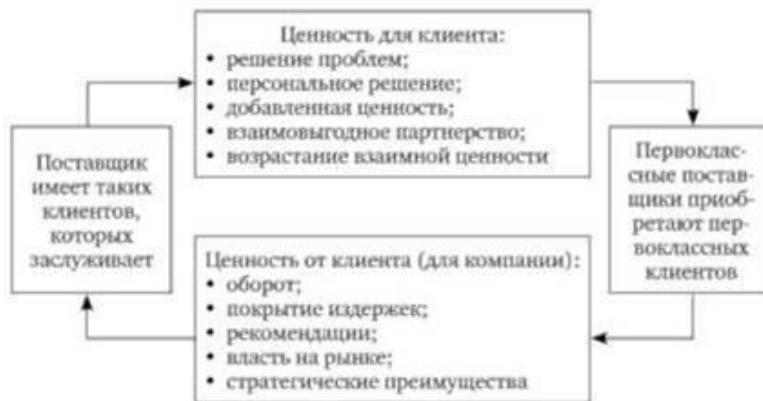 Ценность для клиента:
• решение проблем;
• персональное решение;
• добавленная ценность;
• взаимовыгодное партнерство;
• возрастание взаимной ценности
Поставщик
имеет таких
клиентов,
которых
заслуживает
Первоклас-
сные постав-
щики приоб-
ретают пер-
воклассных
клиентов
Ценность от клиента (для компании):
• оборот;
• покрытие издержек;
• рекомендации;
• власть на рынке;
• стратегические преимущества